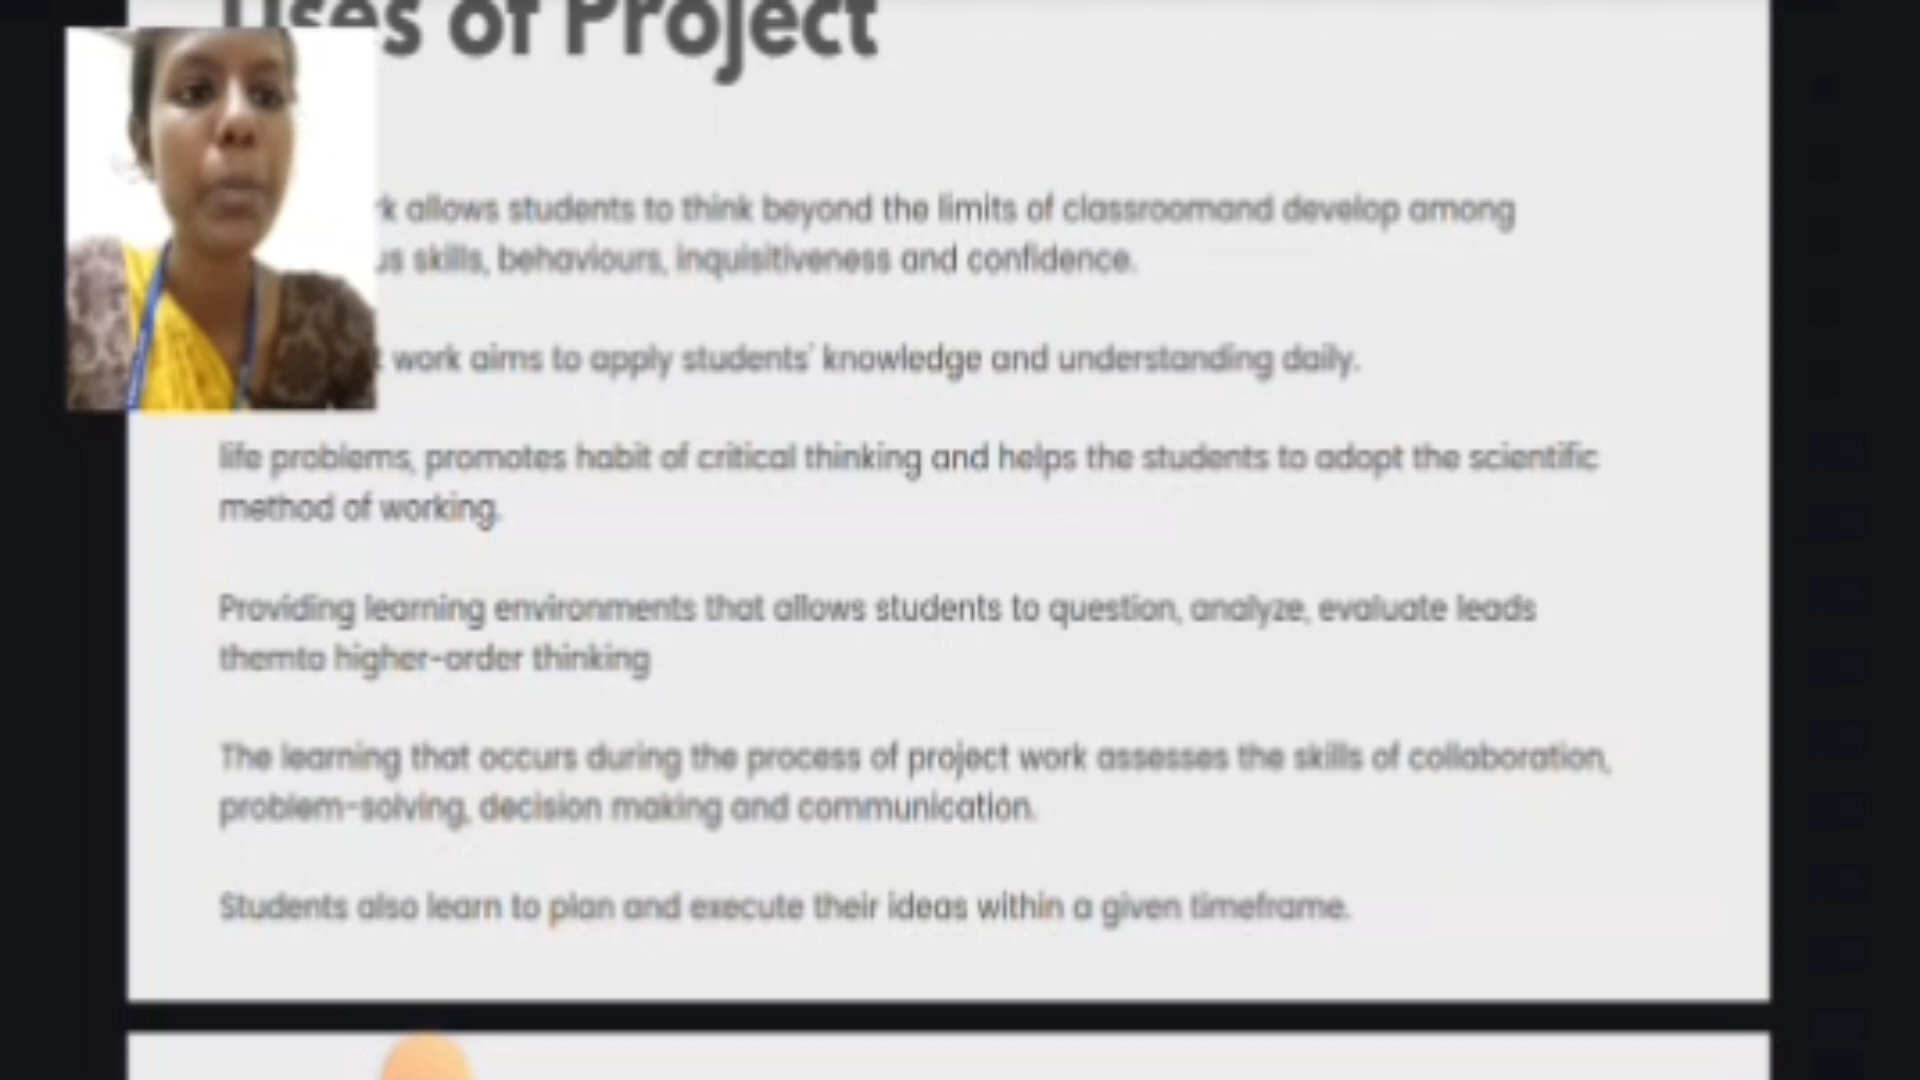 Uses of Project
allows students to think beyond the limits of classroomand develop among
skills, behaviours, inquisitiveness and confidence.
work aims to apply students' knowledge and understanding daily.
life problems, promotes habit of critical thinking and helps the students to adopt the scientific
method of working.
Providing learning environments that allows students to question, analyze, evaluate leads
themto higher-order thinking
The learning that occurs during the process of project work assesses the skills of collaboration,
problem-solving, decision making and communication.
Students also learn to plan and execute their ideas within a given timeframe.